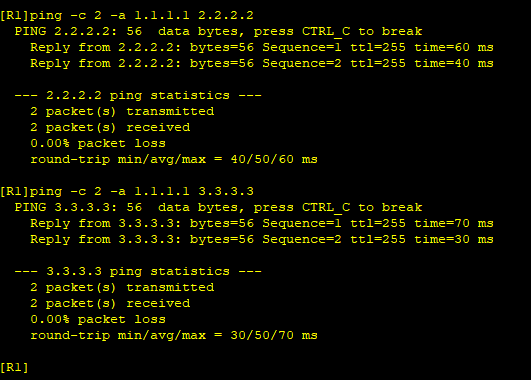 [R1]ping -c 2 -a 1.1.1.1 2.2.2.2
PING 2.2.2.2: 56  data bytes, press CTRL_C to break
Reply from 2.2.2.2: bytes=56 Sequence=1 ttl=255 time=60 ms
Reply from 2.2.2.2: bytes=56 Sequence=2 ttl=255 time=40 ms
--- 2.2.2.2 ping statistics ---
2 packet(s) transmitted
2 packet(s) received
0.00% packet loss
round-trip min/avg/max = 40/50/60 ms
[R1]ping -c 2 -a 1.1.1.1 3.3.3.3
PING 3.3.3.3: 56  data bytes, press CTRL_C to break
Reply from 3.3.3.3: bytes=56 Sequence=1 ttl=255 time=70 ms
Reply from 3.3.3.3: bytes=56 Sequence=2 ttl=255 time=30 ms
--- 3.3.3.3 ping statistics ---
2 packet(s) transmitted
2 packet(s) received
0.00% packet loss
round-trip min/avg/max = 30/50/70 ms
[R1]